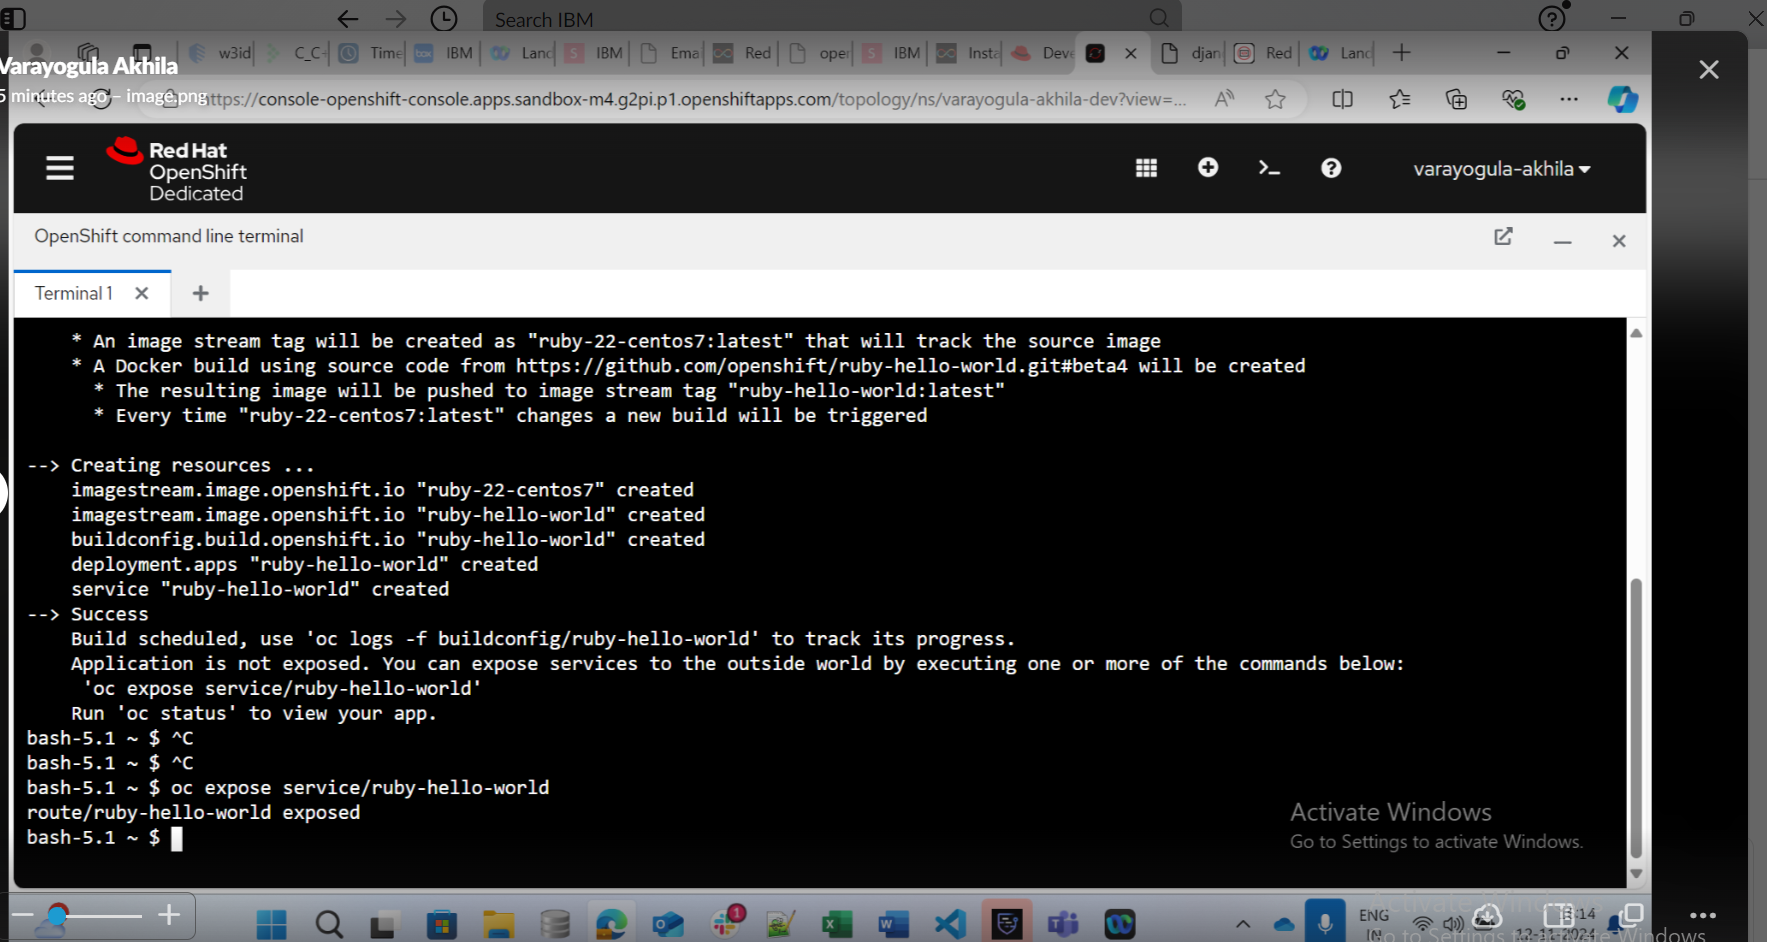 Search IBM
w3id
C_C
Time
IBM
Land
IBM
Ema
Red
oper
IBM
Insta
Deve
djan
Red
Land
Varayogula Akhila
5 minutes ago – image.png
ttps://console-openshift-console.apps.sandbox-m4.g2pi.p1.openshiftapps.com/topology/ns/varayogula-akhila-dev?view=...
Red Hat
OpenShift
Dedicated
varayogula-akhila
OpenShift command line terminal
Terminal 1
* An image stream tag will be created as "ruby-22-centos7:latest" that will track the source image
* A Docker build using source code from https://github.com/openshift/ruby-hello-world.git#beta4 will be created
* The resulting image will be pushed to image stream tag "ruby-hello-world:latest"
* Every time "ruby-22-centos7:latest" changes a new build will be triggered
--> Creating resources ...
imagestream.image.openshift.io "ruby-22-centos7" created
imagestream.image.openshift.io "ruby-hello-world" created
buildconfig.build.openshift.io "ruby-hello-world" created
deployment.apps "ruby-hello-world" created
service "ruby-hello-world" created
--> Success
Build scheduled, use 'oc logs -f buildconfig/ruby-hello-world' to track its progress.
Application is not exposed. You can expose services to the outside world by executing one or more of the commands below:
'oc expose service/ruby-hello-world'
Run 'oc status' to view your app.
bash-5.1 ~ $ ^C
bash-5.1 ~ $ ^C
bash-5.1 ~ $ oc expose service/ruby-hello-world
route/ruby-hello-world exposed
bash-5.1 ~ $
Activate Windows
Go to Settings to activate Windows.
1
ENG
IN
12-11-2024